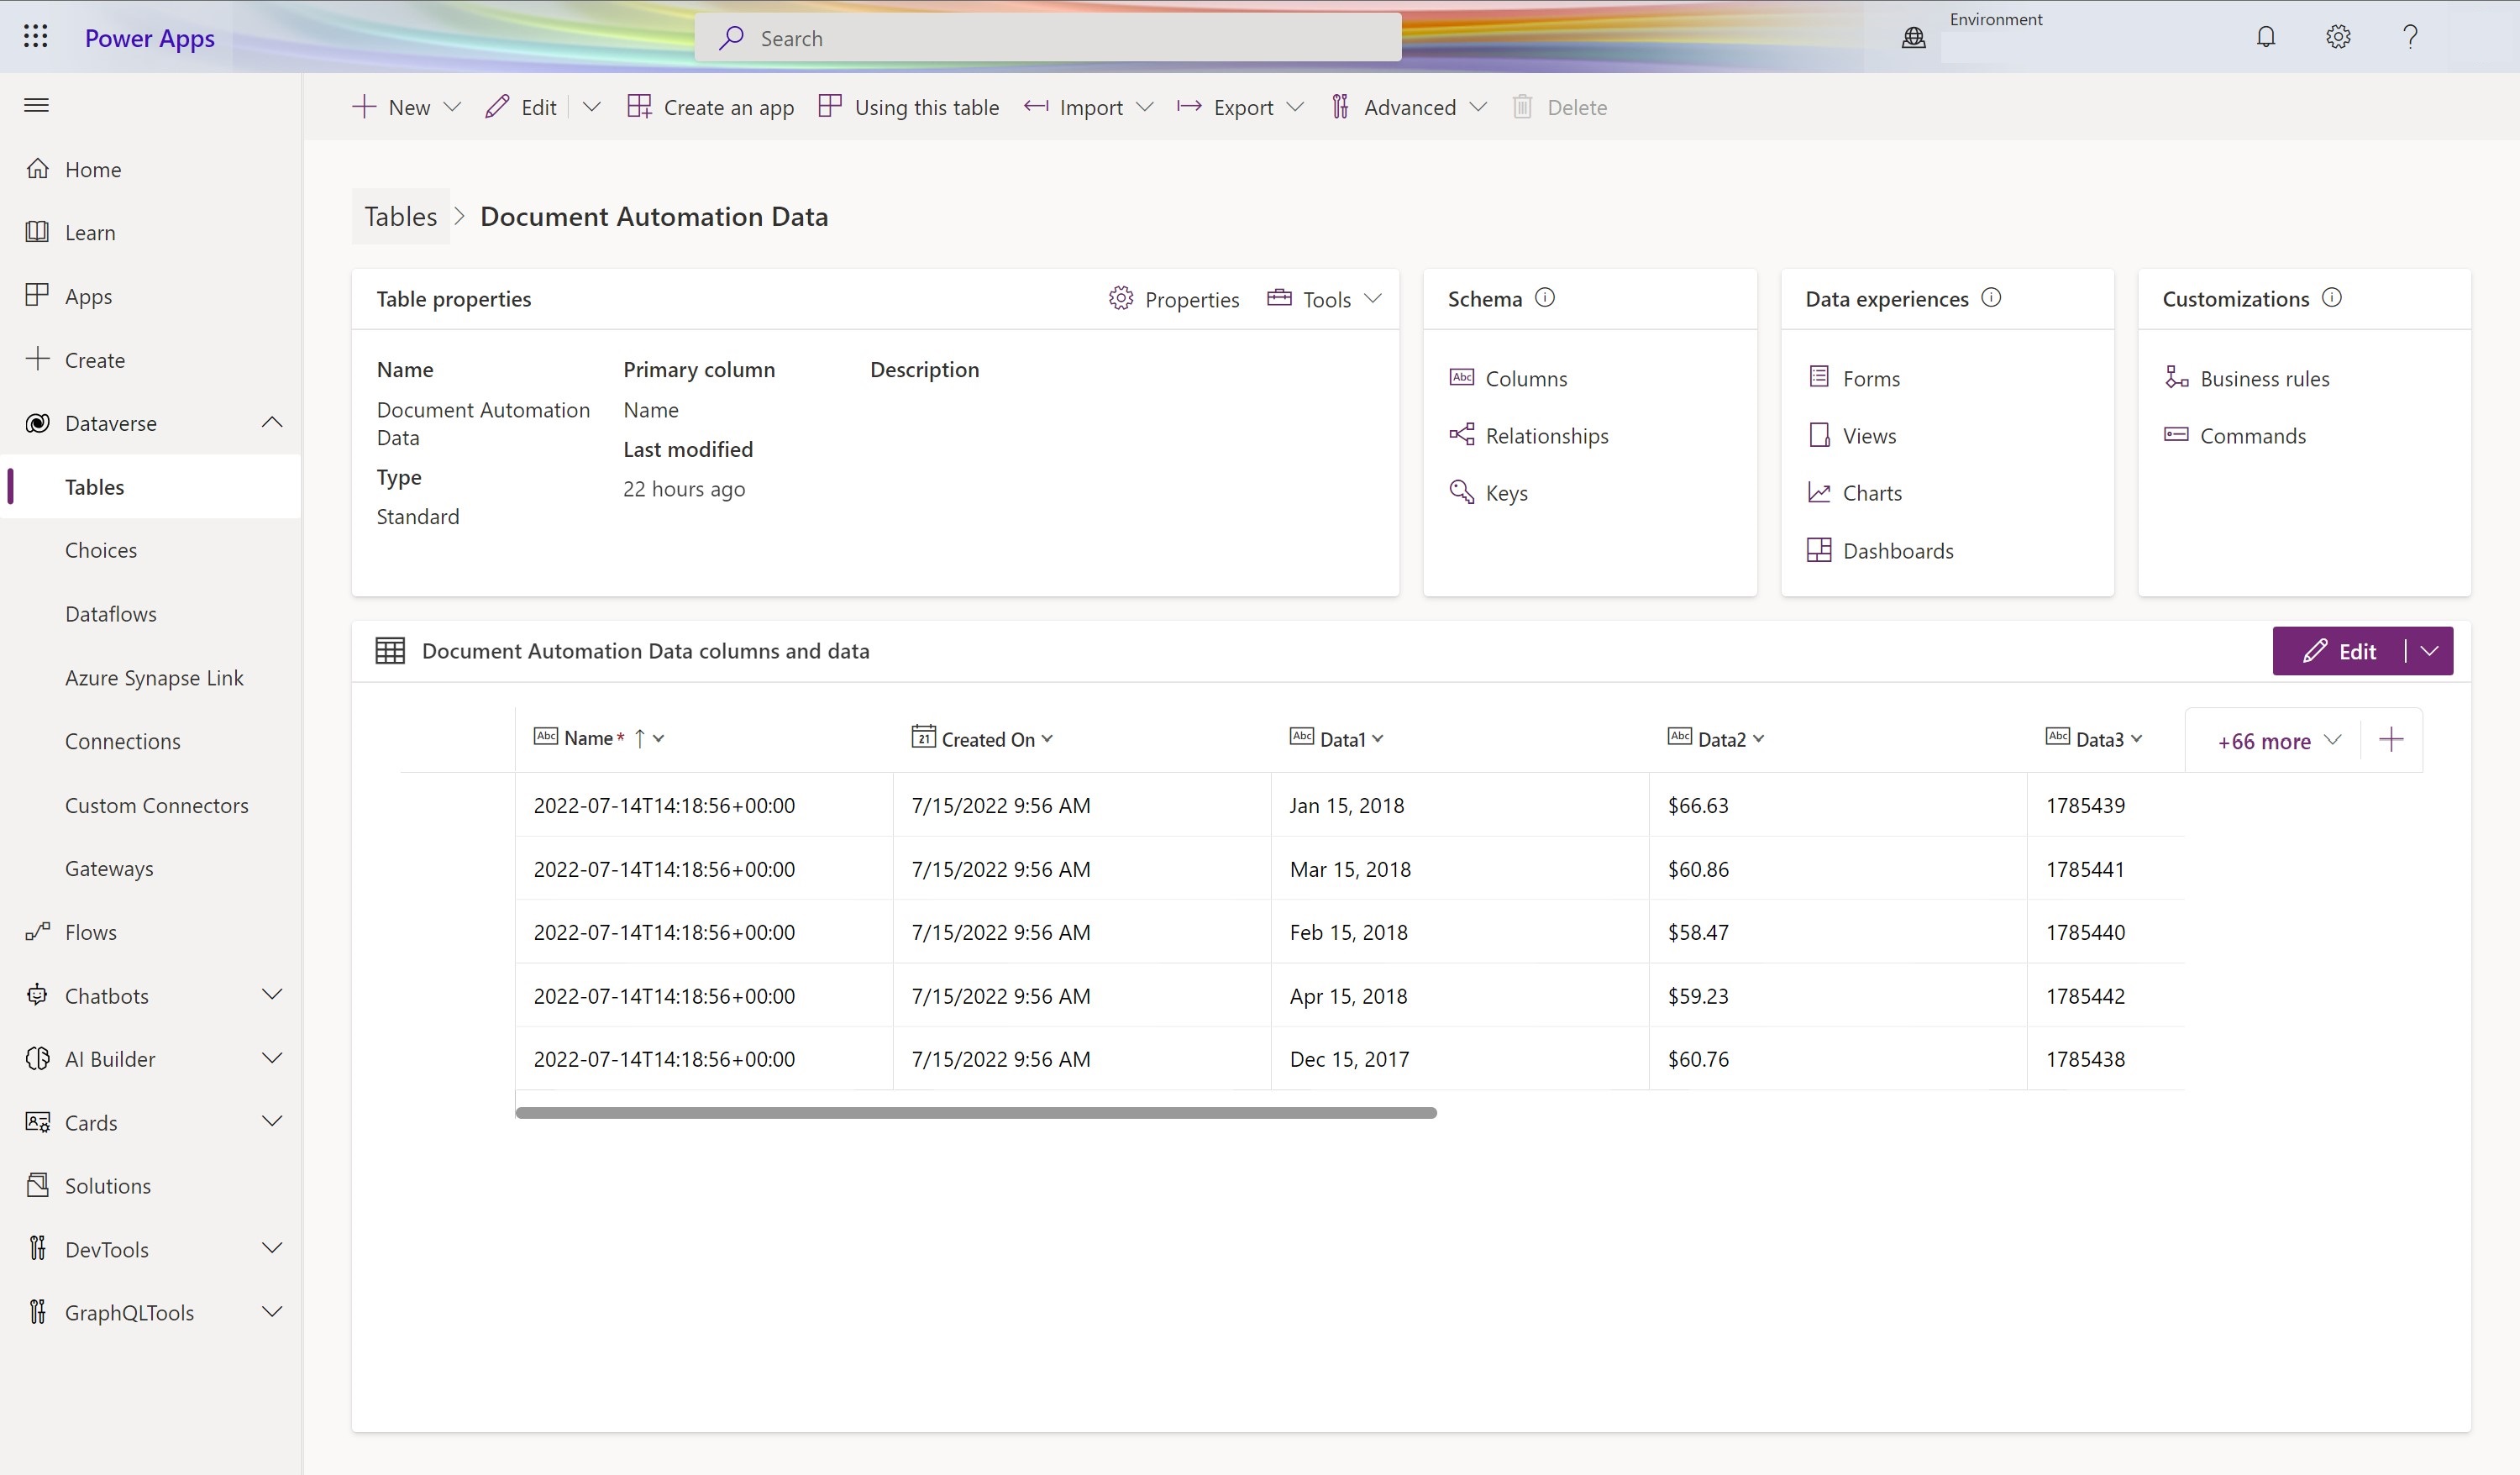 Power Apps
Search
Environment
New
Edit
Create an app
Using this table
Import
Export
Advanced
Delete
Home
Learn
Apps
Create
Dataverse
Tables
Choices
Dataflows
Azure Synapse Link
Connections
Custom Connectors
Gateways
Flows
Chatbots
AI Builder
Cards
Solutions
DevTools
GraphQLTools
Tables > Document Automation Data
Table properties
Properties
Tools
Name
Document Automation
Data
Type
Standard
Primary column
Name
Last modified
22 hours ago
Description
Schema
Abc Columns
Relationships
Keys
Data experiences
Forms
Views
Charts
Dashboards
Customizations
Business rules
Commands
Document Automation Data columns and data
Edit
Abc Name* ↑
21 Created On
Abc Data1
Abc Data2
Abc Data3
+66 more
2022-07-14T14:18:56+00:00 7/15/2022 9:56 AM Jan 15, 2018 $66.63 1785439
2022-07-14T14:18:56+00:00 7/15/2022 9:56 AM Mar 15, 2018 $60.86 1785441
2022-07-14T14:18:56+00:00 7/15/2022 9:56 AM Feb 15, 2018 $58.47 1785440
2022-07-14T14:18:56+00:00 7/15/2022 9:56 AM Apr 15, 2018 $59.23 1785442
2022-07-14T14:18:56+00:00 7/15/2022 9:56 AM Dec 15, 2017 $60.76 1785438